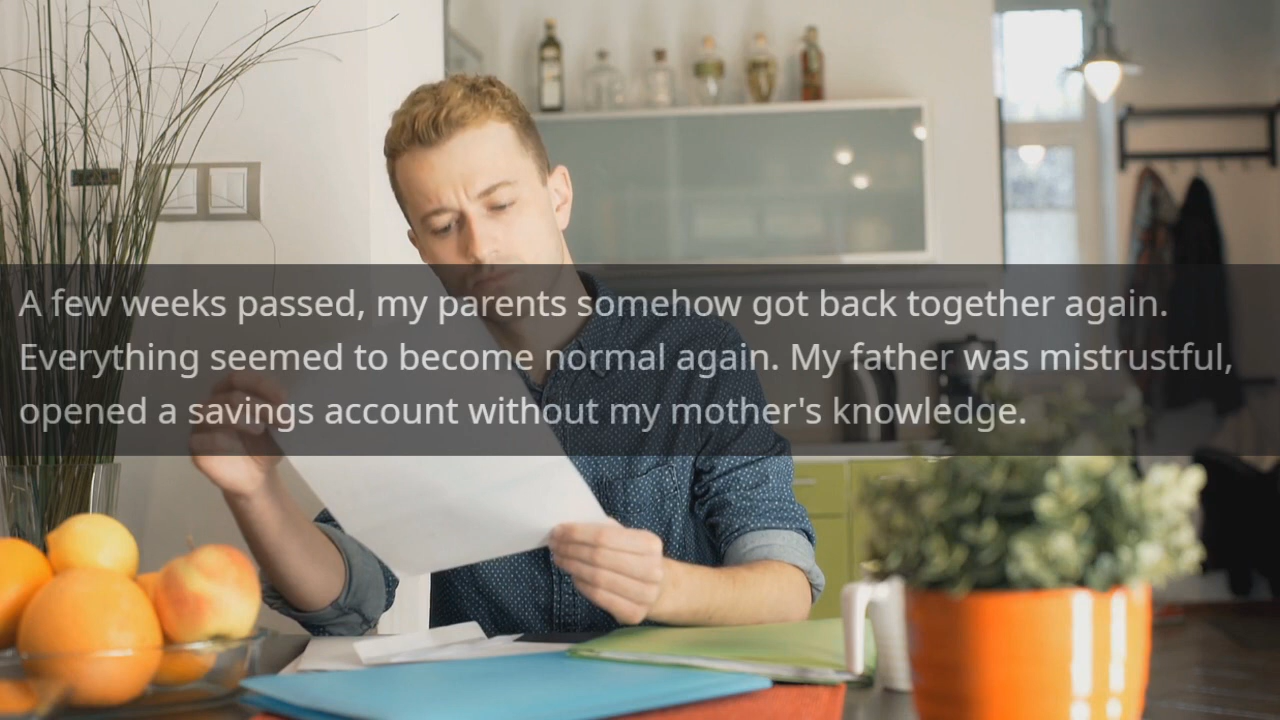 A few weeks passed, my parents somehow got back together again.
Everything seemed to become normal again. My father was mistrustful,
opened a savings account without my mother's knowledge.